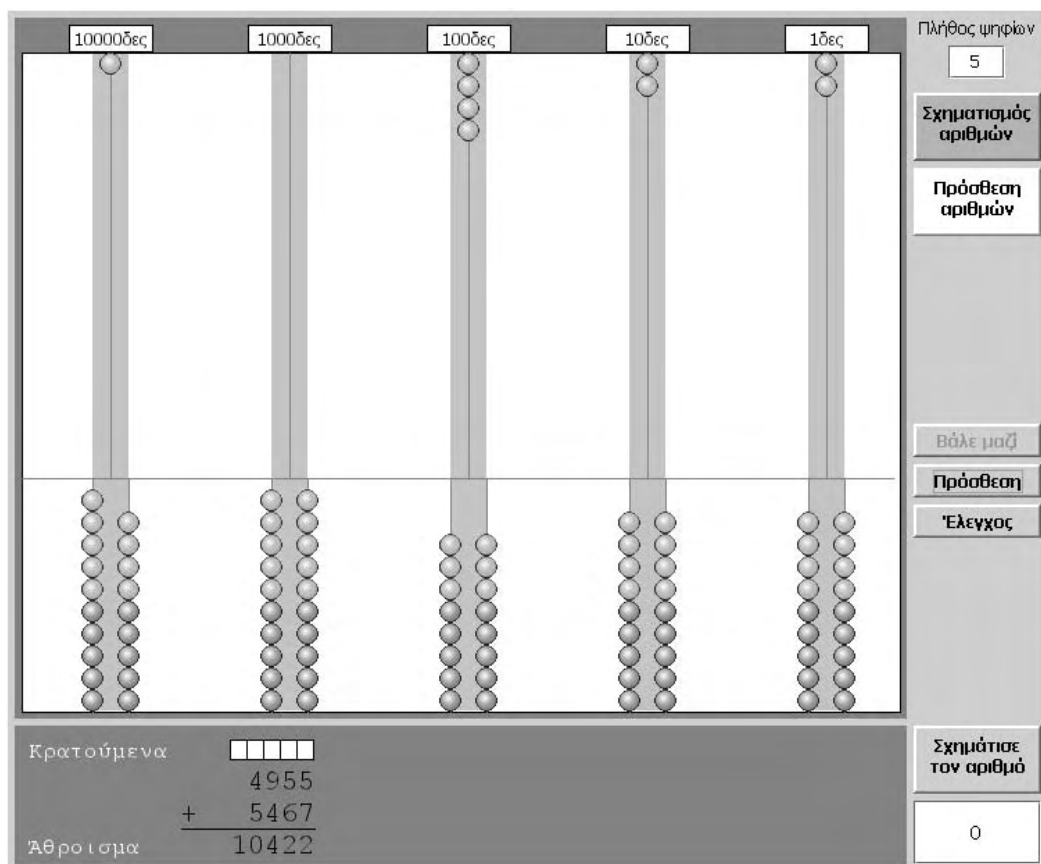 10000δες 1000δες 100δες 10δες 1δες
Πλήθος ψηφίων
5
Σχηματισμός
αριθμών
Πρόσθεση
αριθμών
Βάλε μαζί
Πρόσθεση
Έλεγχος
Κρατούμενα
4955
+ 5467
Άθροισμα 10422
Σχημάτισε
τον αριθμό
0